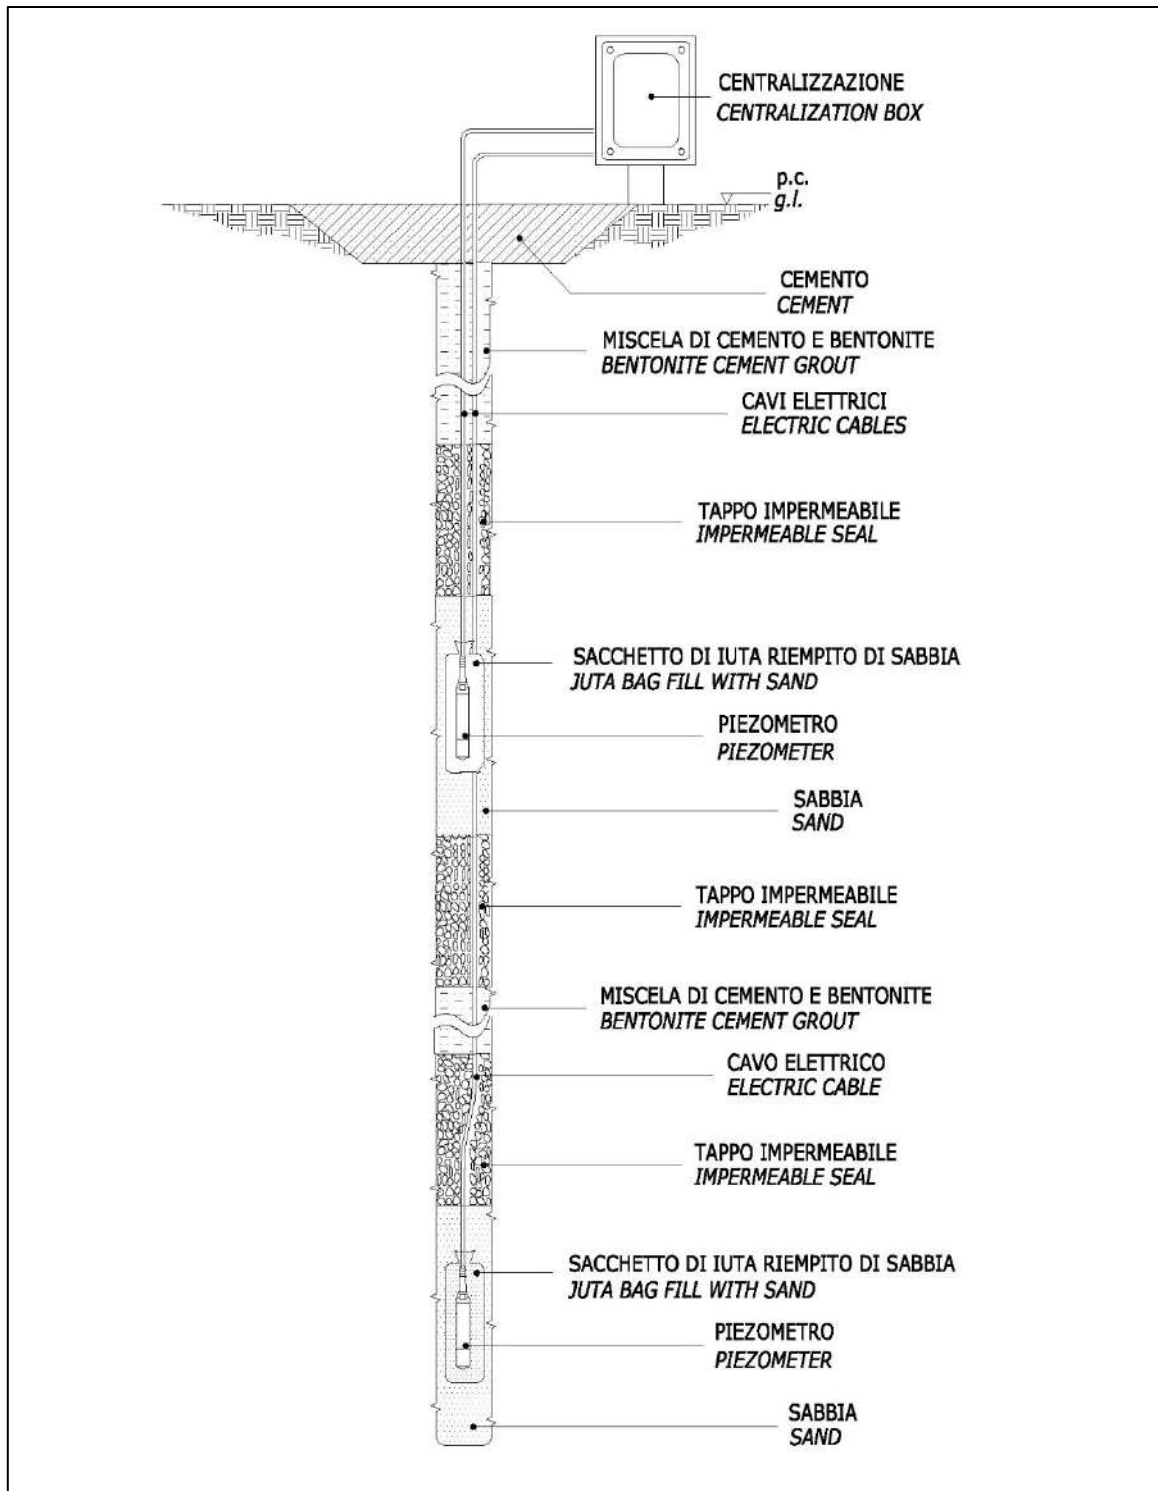 CENTRALIZZAZIONE
CENTRALIZATION BOX
p.c.
g.l.
CEMENTO
CEMENT
MISCELA DI CEMENTO E BENTONITE
BENTONITE CEMENT GROUT
CAVI ELETTRICI
ELECTRIC CABLES
TAPPO IMPERMEABILE
IMPERMEABLE SEAL
SACCHETTO DI IUTA RIEMPITO DI SABBIA
JUTA BAG FILL WITH SAND
PIEZOMETRO
PIEZOMETER
SABBIA
SAND
TAPPO IMPERMEABILE
IMPERMEABLE SEAL
MISCELA DI CEMENTO E BENTONITE
BENTONITE CEMENT GROUT
CAVO ELETTRICO
ELECTRIC CABLE
TAPPO IMPERMEABILE
IMPERMEABLE SEAL
SACCHETTO DI IUTA RIEMPITO DI SABBIA
JUTA BAG FILL WITH SAND
PIEZOMETRO
PIEZOMETER
SABBIA
SAND